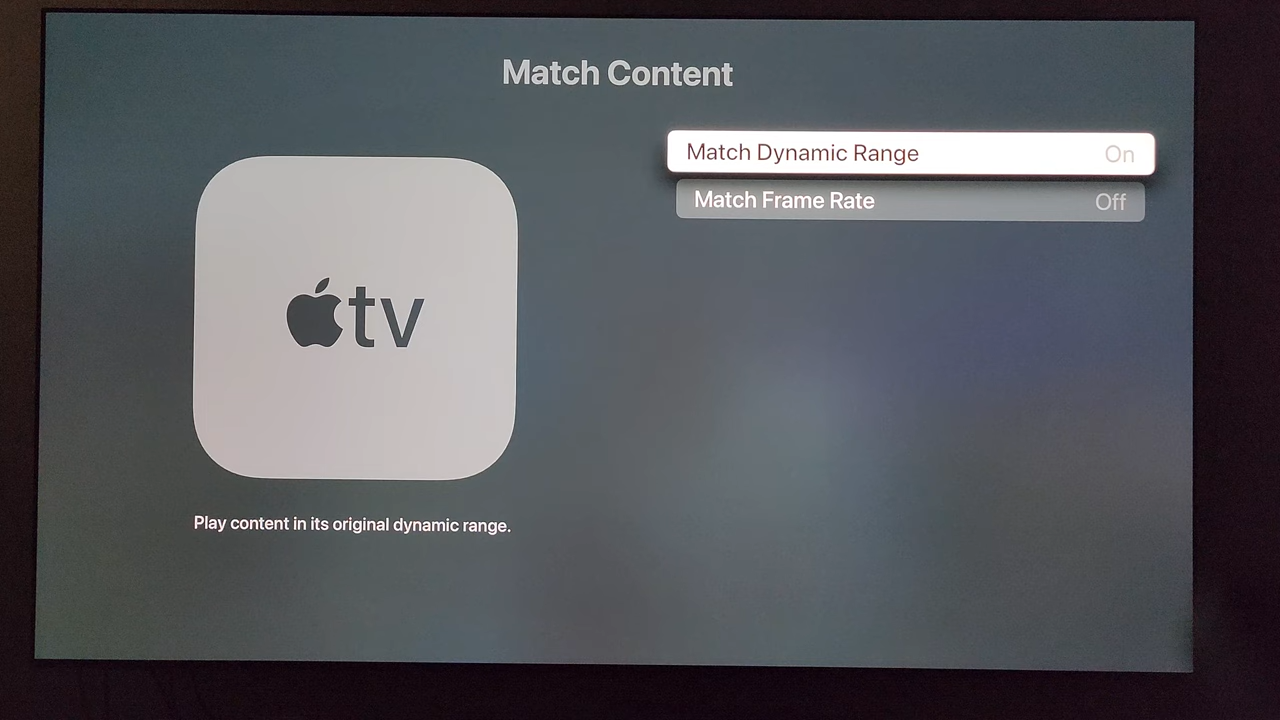 Match Content
Match Dynamic Range On
Match Frame Rate Off
tv
Play content in its original dynamic range.